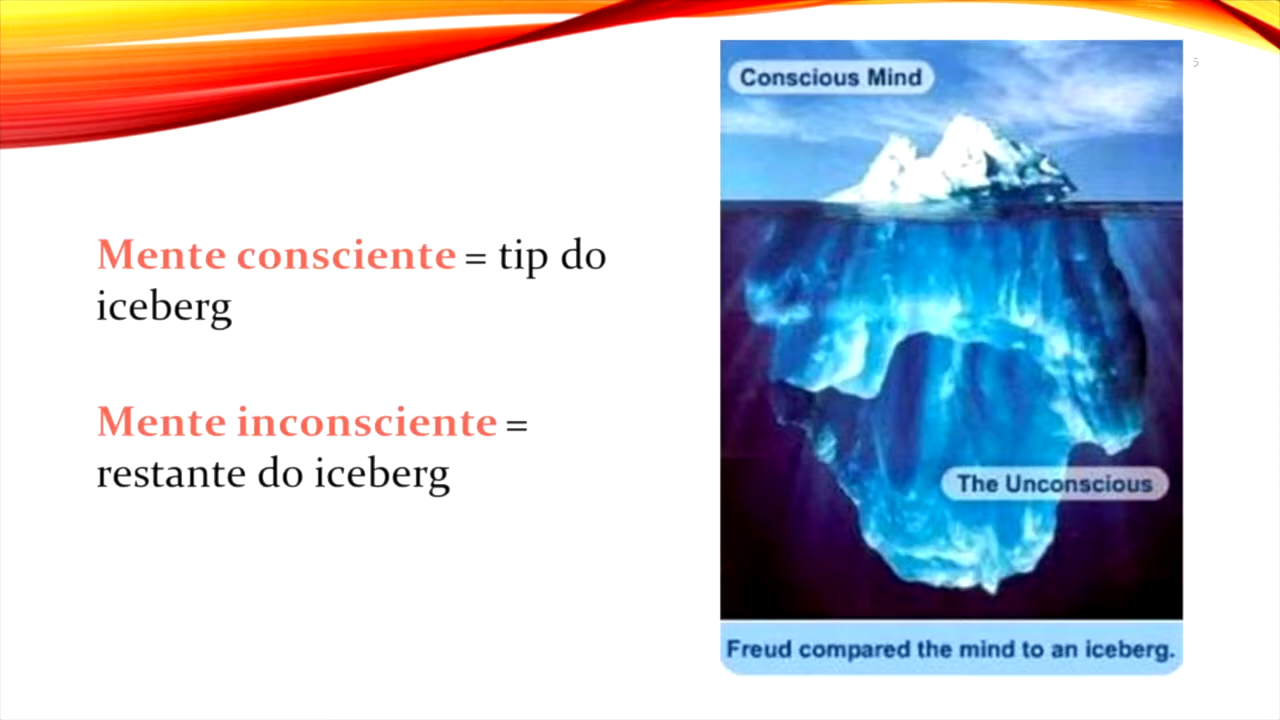 5
Mente consciente = tip do
iceberg
Mente inconsciente =
restante do iceberg
Conscious Mind
The Unconscious
Freud compared the mind to an iceberg.